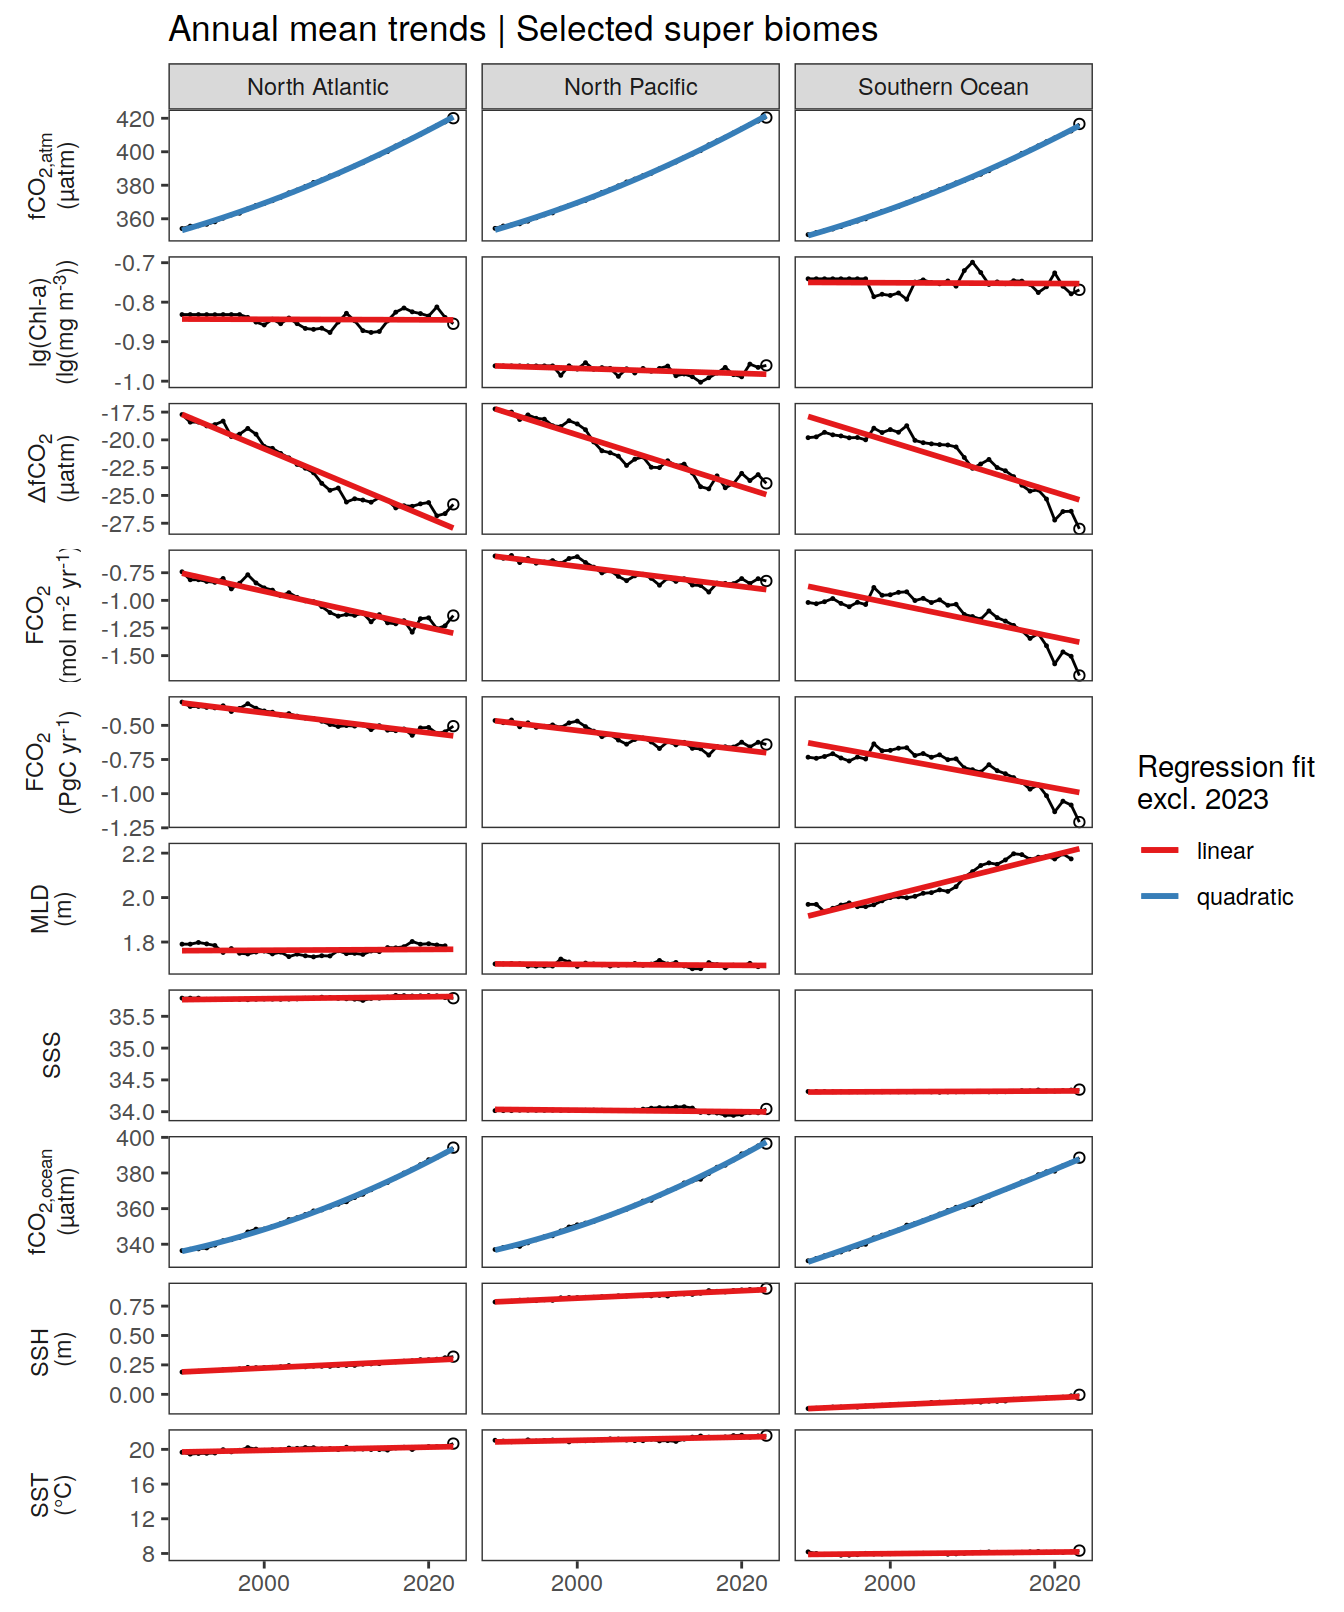 Annual mean trends | Selected super biomes
North Atlantic
North Pacific
Southern Ocean
fCO2,atm
(µatm)
420
400
380
360
lg(Chl-a)
(lg(mg m-3))
-0.7
-0.8
-0.9
-1.0
ΔfCO2
(µatm)
-17.5
-20.0
-22.5
-25.0
-27.5
FCO2
(mol m-2 yr-1)
-0.75
-1.00
-1.25
-1.50
FCO2
(PgC yr-1)
-0.50
-0.75
-1.00
-1.25
MLD
(m)
2.2
2.0
1.8
SSS
35.5
35.0
34.5
34.0
fCO2,ocean
(µatm)
400
380
360
340
SSH
(m)
0.75
0.50
0.25
0.00
SST
(°C)
20
16
12
8
2000
2020
2000
2020
2000
2020
Regression fit
excl. 2023
linear
quadratic